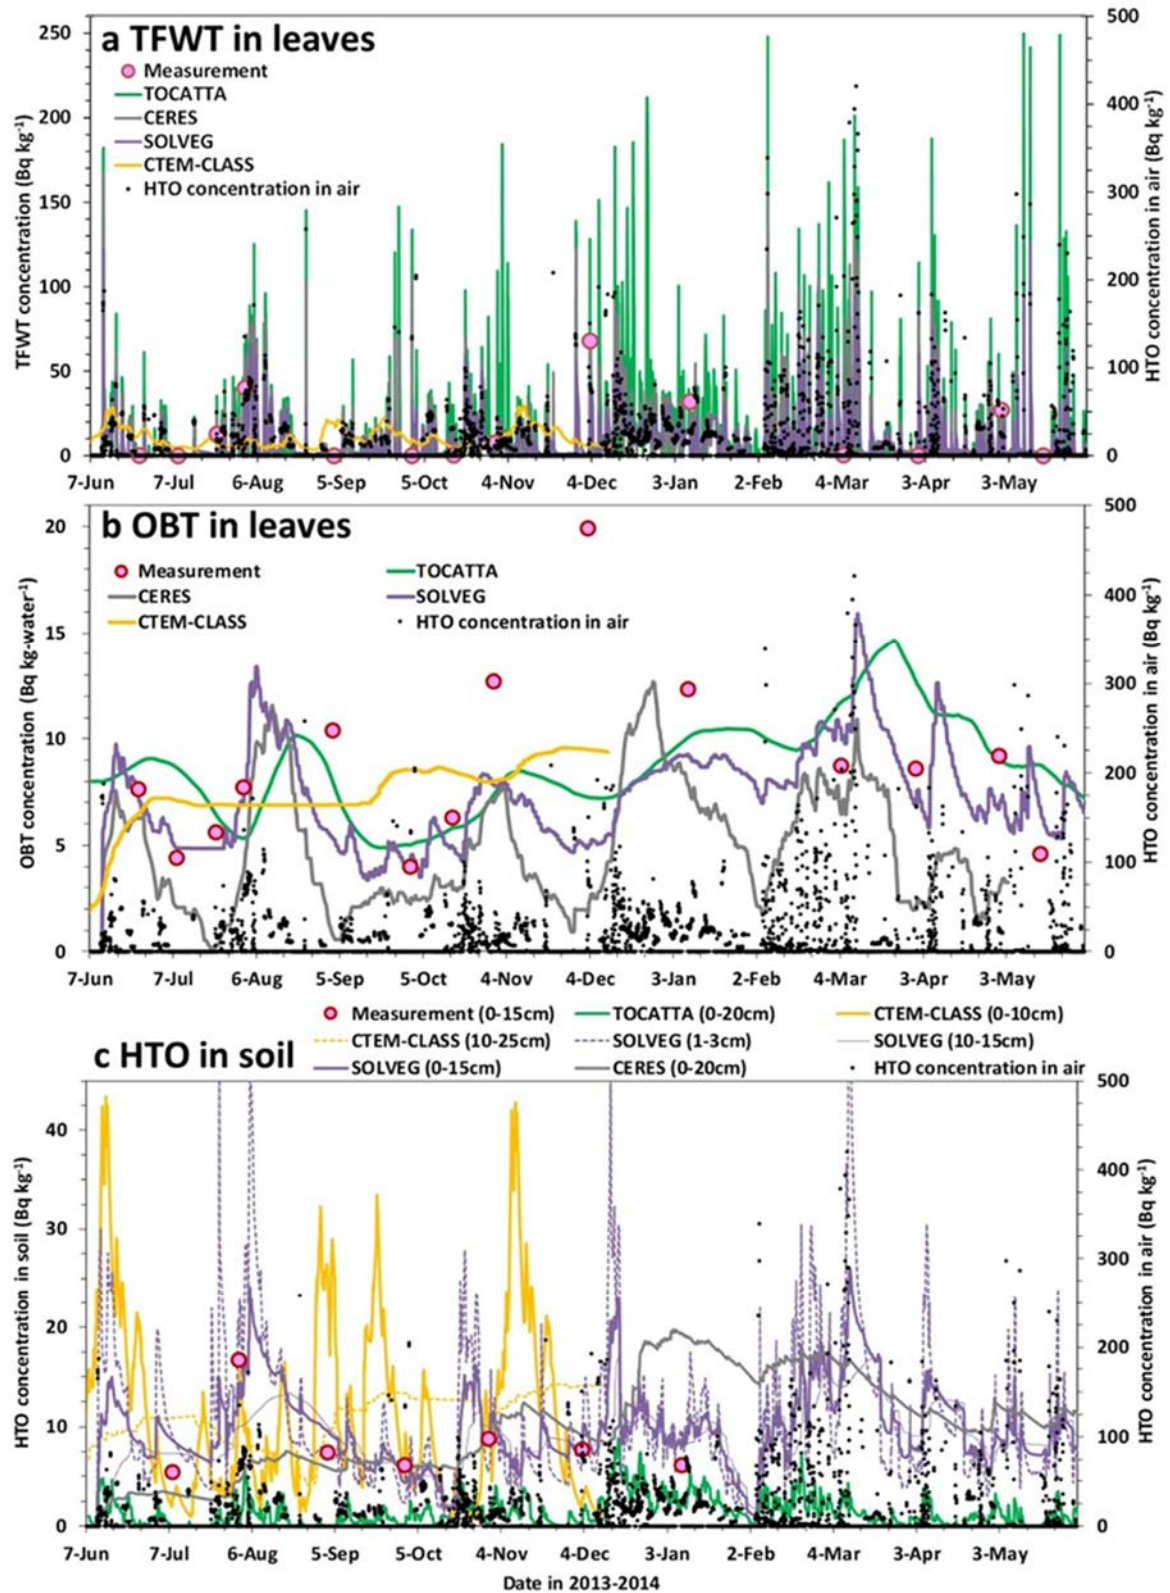 a TFWT in leaves
Measurement
TOCATTA
CERES
SOLVEG
CTEM-CLASS
HTO concentration in air
TFWT concentration (Bq kg-1)
250
200
150
100
50
0
HTO concentration in air (Bq kg-1)
500
400
300
200
100
0
7-Jun 7-Jul 6-Aug 5-Sep 5-Oct 4-Nov 4-Dec 3-Jan 2-Feb 4-Mar 3-Apr 3-May
b OBT in leaves
Measurement TOCATTA
CERES SOLVEG
CTEM-CLASS HTO concentration in air
OBT concentration (Bq kg-water-1)
20
15
10
5
0
HTO concentration in air (Bq kg-1)
500
400
300
200
100
0
7-Jun 7-Jul 6-Aug 5-Sep 5-Oct 4-Nov 4-Dec 3-Jan 2-Feb 4-Mar 3-Apr 3-May
Measurement (0-15cm) TOCATTA (0-20cm) CTEM-CLASS (0-10cm)
CTEM-CLASS (10-25cm) SOLVEG (1-3cm) SOLVEG (10-15cm)
c HTO in soil
SOLVEG (0-15cm) CERES (0-20cm) HTO concentration in air
HTO concentration in soil (Bq kg-1)
40
30
20
10
0
HTO concentration in air (Bq kg-1)
500
400
300
200
100
0
7-Jun 7-Jul 6-Aug 5-Sep 5-Oct 4-Nov 4-Dec 3-Jan 2-Feb 4-Mar 3-Apr 3-May
Date in 2013-2014